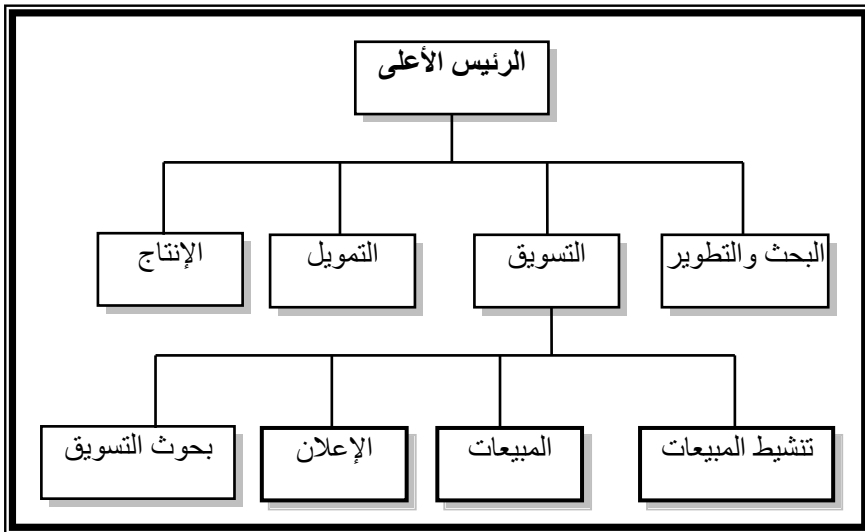 الرئيس الأعلى
البحث والتطوير
التسويق
التمويل
الإنتاج
تنشيط المبيعات
المبيعات
الإعلان
بحوث التسويق